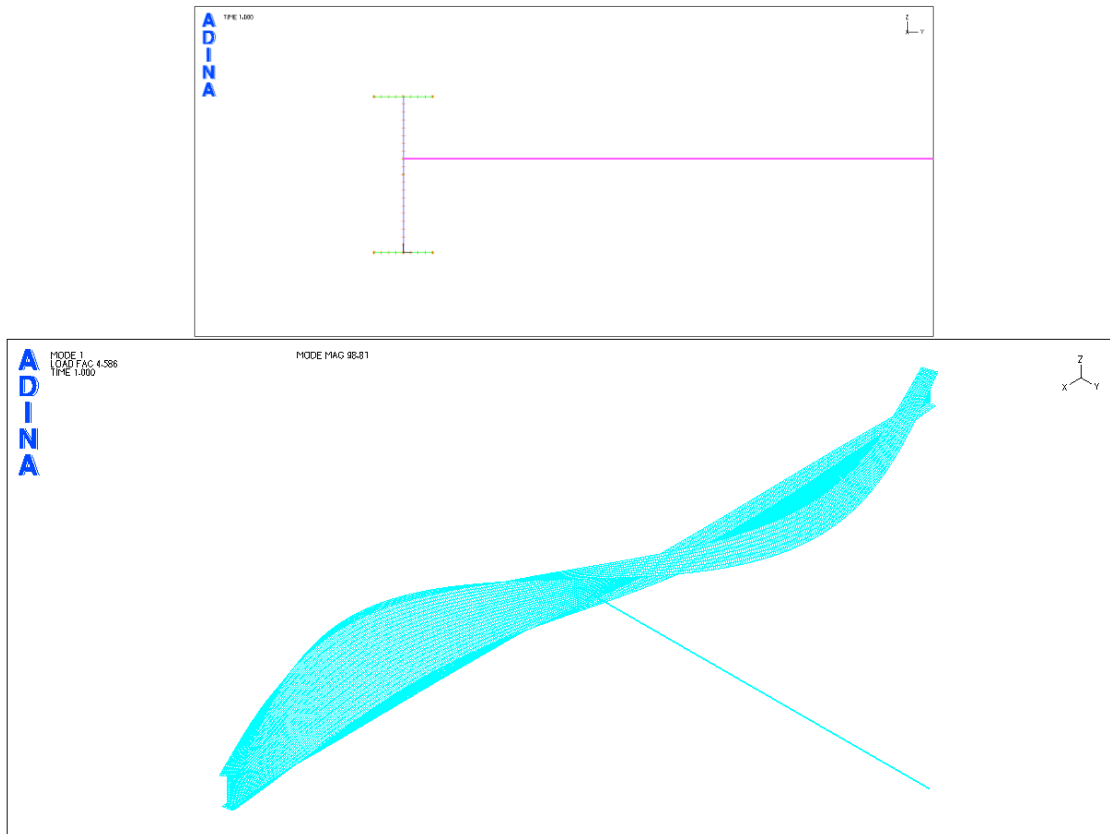 ADINA
TIME 1.000
Z
X Y
ADINA
MODE 1
LOAD FAC 4.586
TIME 1.000
MODE MAG 98.81
Z
X Y